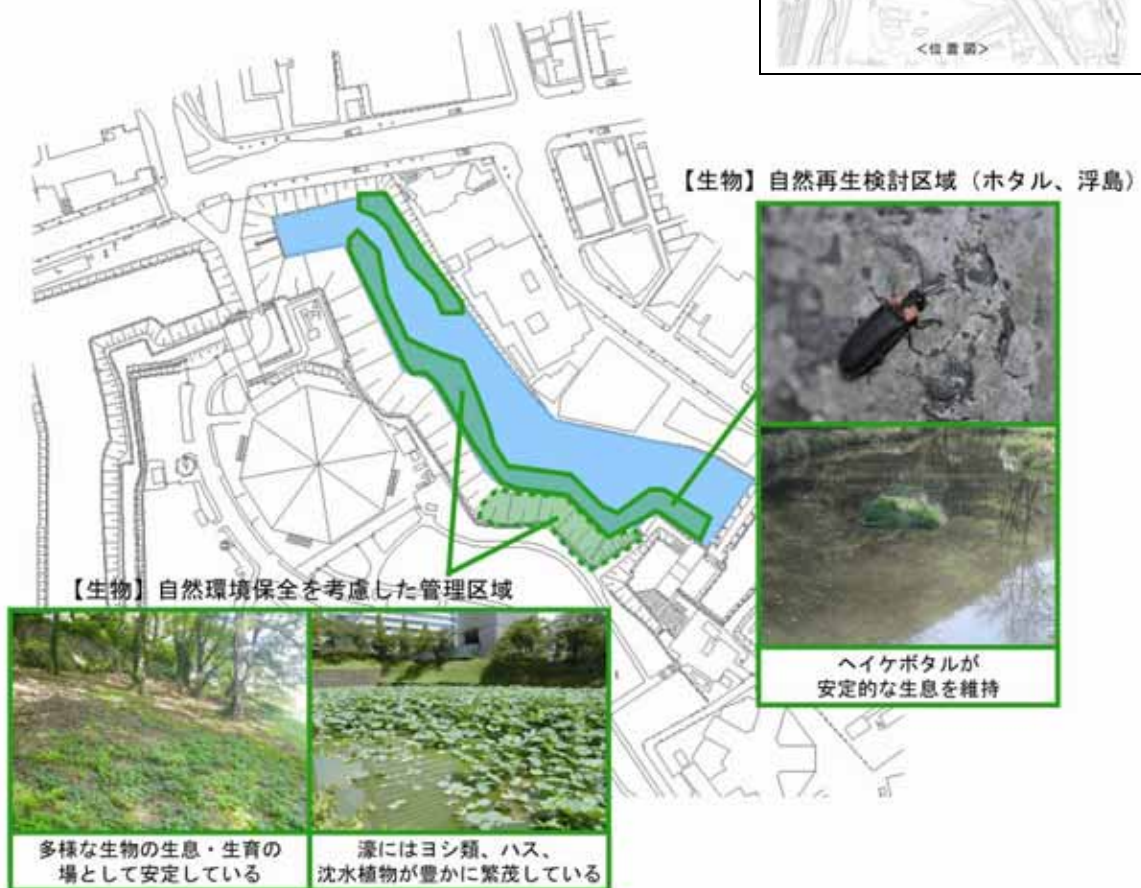 <位置図>
【生物】自然再生検討区域（ホタル、浮島）
ヘイケボタルが
安定的な生息を維持
【生物】自然環境保全を考慮した管理区域
多様な生物の生息・生育の
場として安定している
濠にはヨシ類、ハス、
沈水植物が豊かに繁茂している